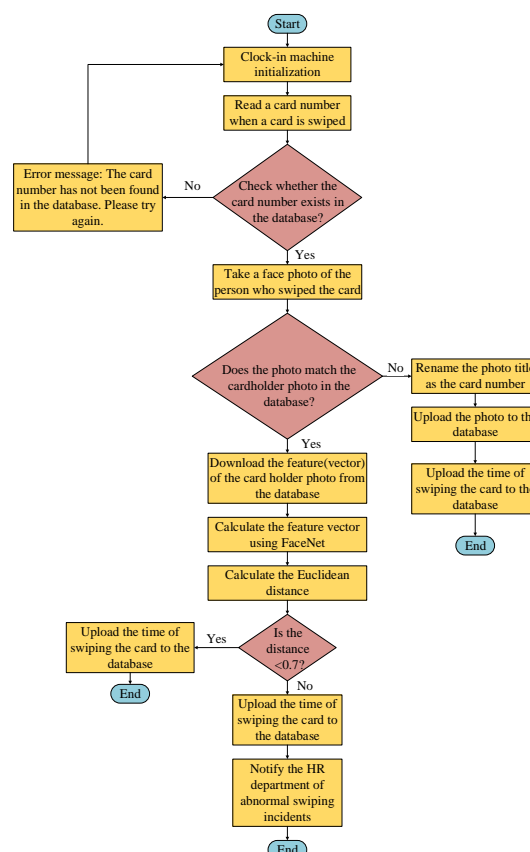 Start
Clock-in machine
initialization
Read a card number
when a card is swiped
Error message: The card
number has not been found
in the database. Please try
again.
No
Check whether the
card number exists in
the database?
Yes
Take a face photo of the
person who swiped the card
Does the photo match the
cardholder photo in the
database?
No
Rename the photo title
as the card number
Upload the photo to the
database
Upload the time of
swiping the card to the
database
End
Yes
Download the feature(vector)
of the card holder photo from
the database
Calculate the feature vector
using FaceNet
Calculate the Euclidean
distance
Is the
distance
<0.7?
Yes
Upload the time of
swiping the card to the
database
End
No
Upload the time of
swiping the card to
the database
Notify the HR
department of
abnormal swiping
incidents
End